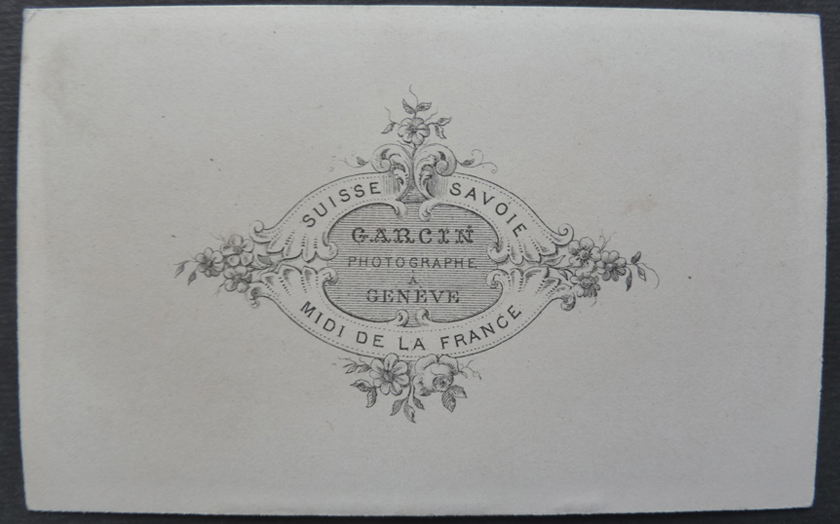 SUISSE SAVOIE
GARCIN
PHOTOGRAPHE
À
GENÈVE
MIDI DE LA FRANCE